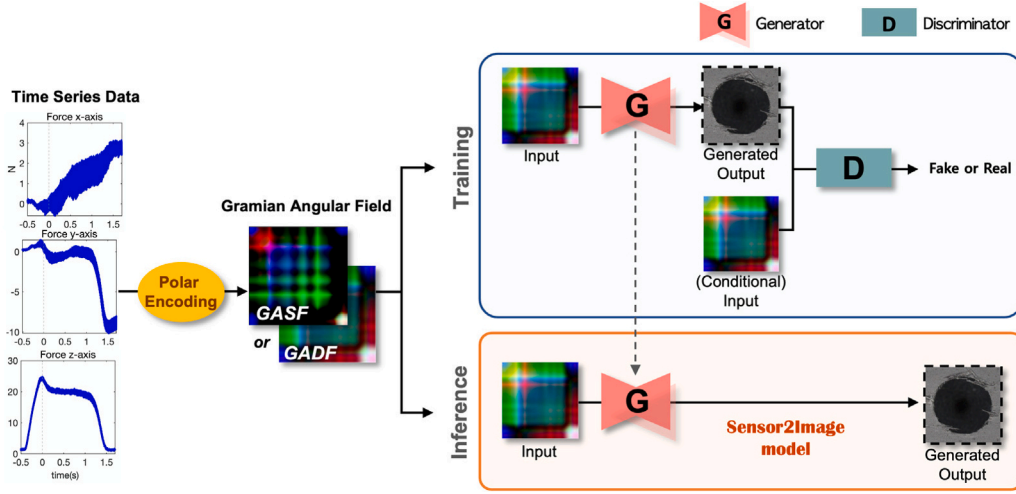 G
Generator
D
Discriminator
Time Series Data
Force x-axis
4
3
2
1
0
N
-0.5
0
0.5
1
1.5
Force y-axis
0
-5
-10
-0.5
0
0.5
1
1.5
Force z-axis
30
20
10
0
-0.5
0
0.5
1
1.5
time(s)
Polar
Encoding
Gramian Angular Field
GASF
or
GADF
Training
Input
G
Generated
Output
(Conditional)
Input
D
Fake or Real
Inference
Input
G
Sensor2Image
model
Generated
Output